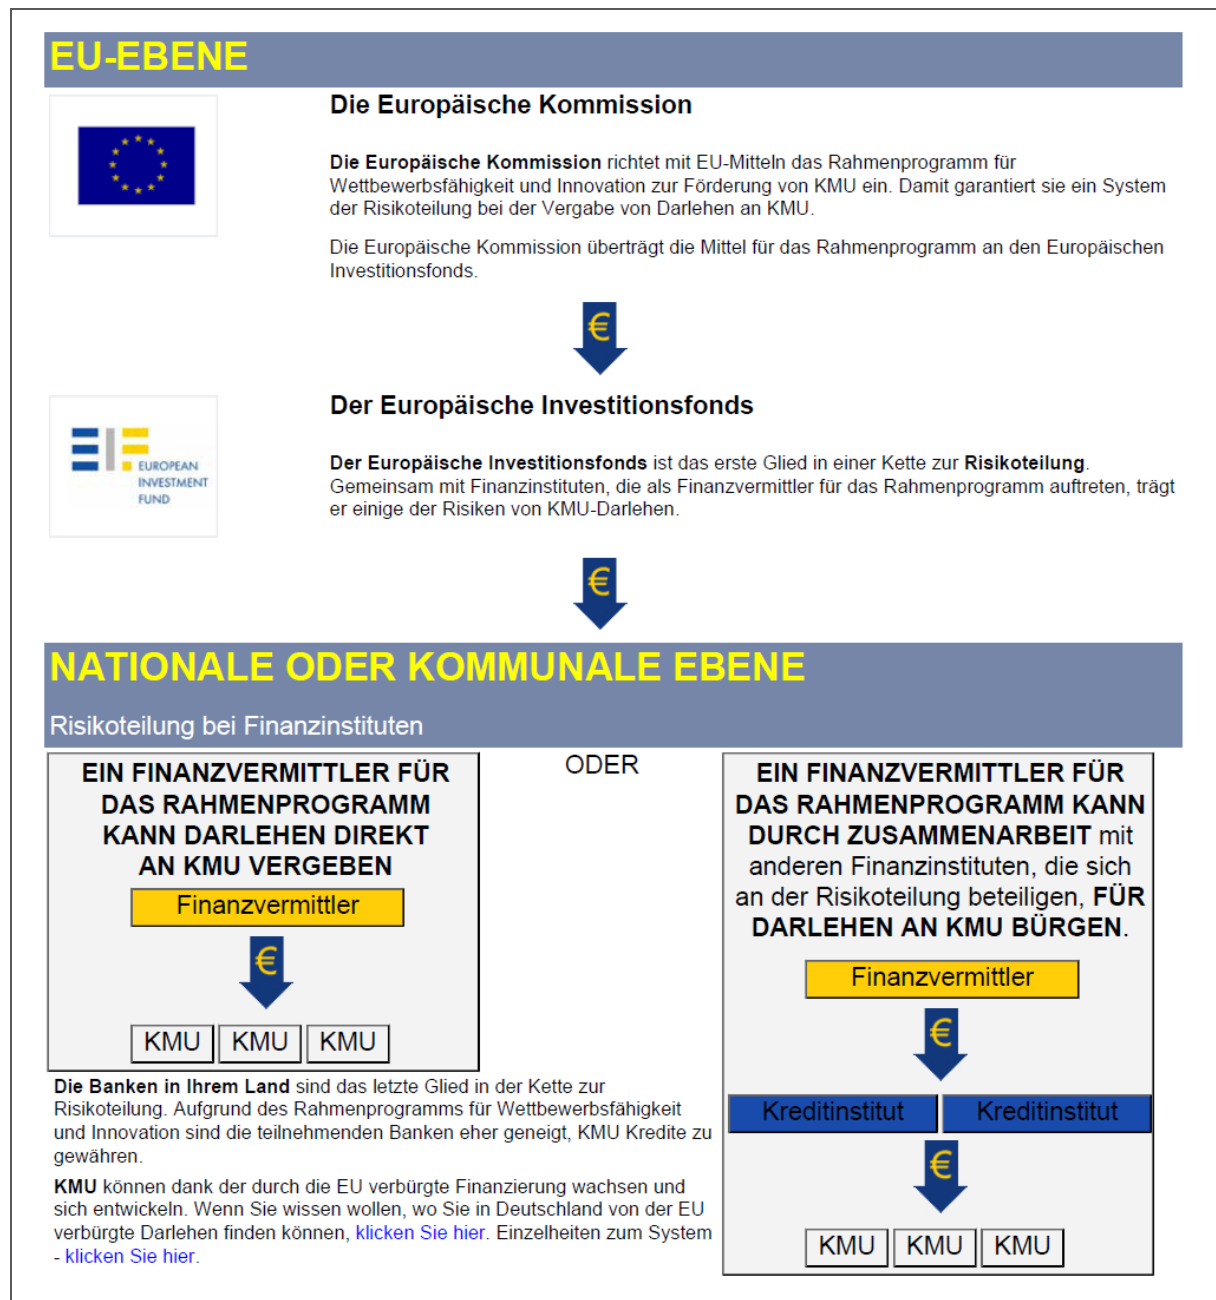 EU-EBENE
Die Europäische Kommission
Die Europäische Kommission richtet mit EU-Mitteln das Rahmenprogramm für
Wettbewerbsfähigkeit und Innovation zur Förderung von KMU ein. Damit garantiert sie ein System
der Risikoteilung bei der Vergabe von Darlehen an KMU.
Die Europäische Kommission überträgt die Mittel für das Rahmenprogramm an den Europäischen
Investitionsfonds.
€
EIF
EUROPEAN
INVESTMENT
FUND
Der Europäische Investitionsfonds
Der Europäische Investitionsfonds ist das erste Glied in einer Kette zur Risikoteilung.
Gemeinsam mit Finanzinstituten, die als Finanzvermittler für das Rahmenprogramm auftreten, trägt
er einige der Risiken von KMU-Darlehen.
€
NATIONALE ODER KOMMUNALE EBENE
Risikoteilung bei Finanzinstituten
EIN FINANZVERMITTLER FÜR
DAS RAHMENPROGRAMM
KANN DARLEHEN DIREKT
AN KMU VERGEBEN
Finanzvermittler
€
KMU KMU KMU
Die Banken in Ihrem Land sind das letzte Glied in der Kette zur
Risikoteilung. Aufgrund des Rahmenprogramms für Wettbewerbsfähigkeit
und Innovation sind die teilnehmenden Banken eher geneigt, KMU Kredite zu
gewähren.
KMU können dank der durch die EU verbürgte Finanzierung wachsen und
sich entwickeln. Wenn Sie wissen wollen, wo Sie in Deutschland von der EU
verbürgte Darlehen finden können, klicken Sie hier. Einzelheiten zum System
- klicken Sie hier.
ODER
EIN FINANZVERMITTLER FÜR
DAS RAHMENPROGRAMM KANN
DURCH ZUSAMMENARBEIT mit
anderen Finanzinstituten, die sich
an der Risikoteilung beteiligen, FÜR
DARLEHEN AN KMU BÜRGEN.
Finanzvermittler
€
Kreditinstitut Kreditinstitut
€
KMU KMU KMU